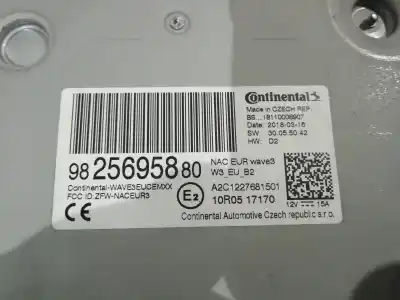 Continental
Made in CZECH REP.
BS...18110008907
Date: 2018-03-16
SW 30.05.50.42
HW: D2
98 256958 80
NAC EUR wave3
W3_EU_B2
Continental-WAVE3EUCEMXX
FCC ID:ZFW-NACEUR3
E2
A2C1227681501
10R05 17170
CE
12V 15A
Continental Automotive Czech republic s.r.o.